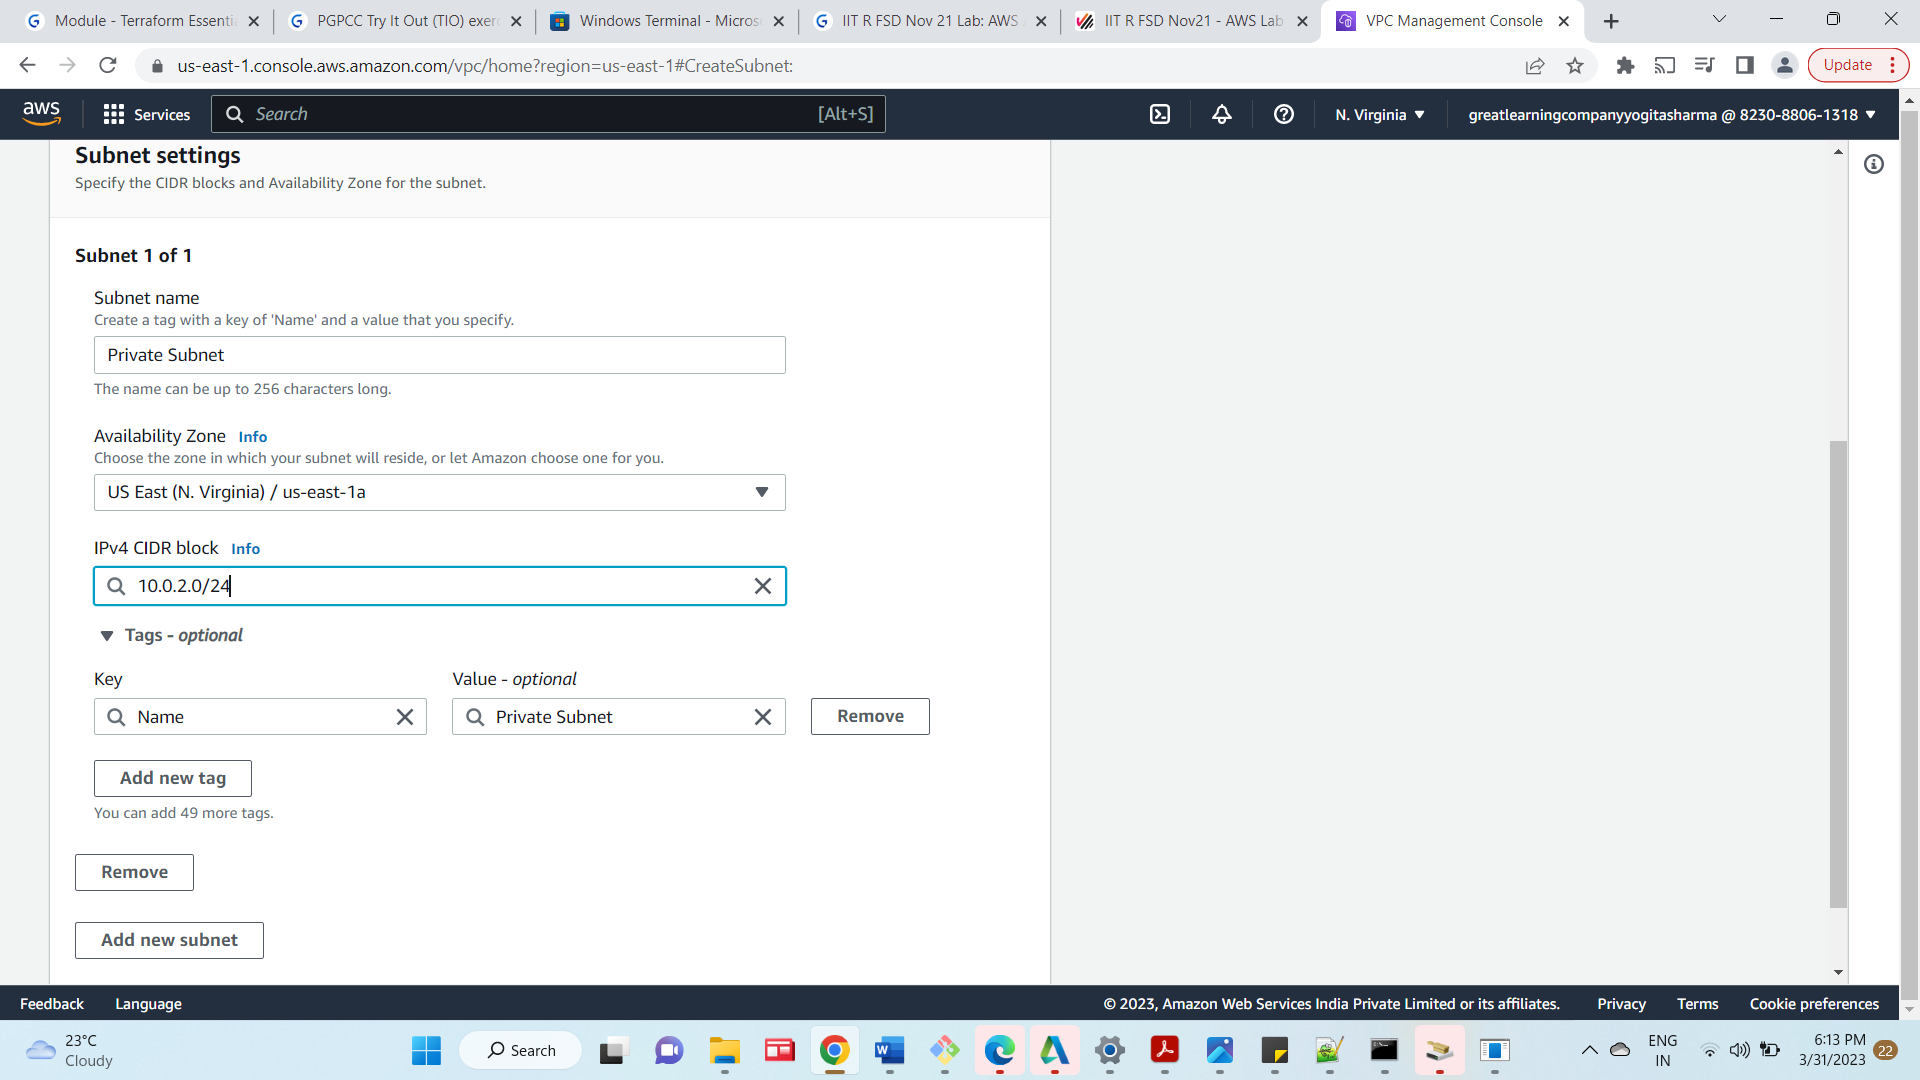 Module - Terraform Essenti
PGPCC Try It Out (TIO) exer
Windows Terminal - Micros
IIT R FSD Nov 21 Lab: AWS
IIT R FSD Nov21 - AWS Lab
VPC Management Console
us-east-1.console.aws.amazon.com/vpc/home?region=us-east-1#CreateSubnet:
Update
aws
Services
Search
[Alt+S]
N. Virginia
greatlearningcompanyyogitasharma @ 8230-8806-1318
Subnet settings
Specify the CIDR blocks and Availability Zone for the subnet.
Subnet 1 of 1
Subnet name
Create a tag with a key of 'Name' and a value that you specify.
Private Subnet
The name can be up to 256 characters long.
Availability Zone Info
Choose the zone in which your subnet will reside, or let Amazon choose one for you.
US East (N. Virginia) / us-east-1a
IPv4 CIDR block Info
10.0.2.0/24
Tags - optional
Key
Value - optional
Name
Private Subnet
Remove
Add new tag
You can add 49 more tags.
Remove
Add new subnet
Feedback
Language
© 2023, Amazon Web Services India Private Limited or its affiliates.
Privacy
Terms
Cookie preferences
23°C
Cloudy
Search
ENG
IN
6:13 PM
3/31/2023
22